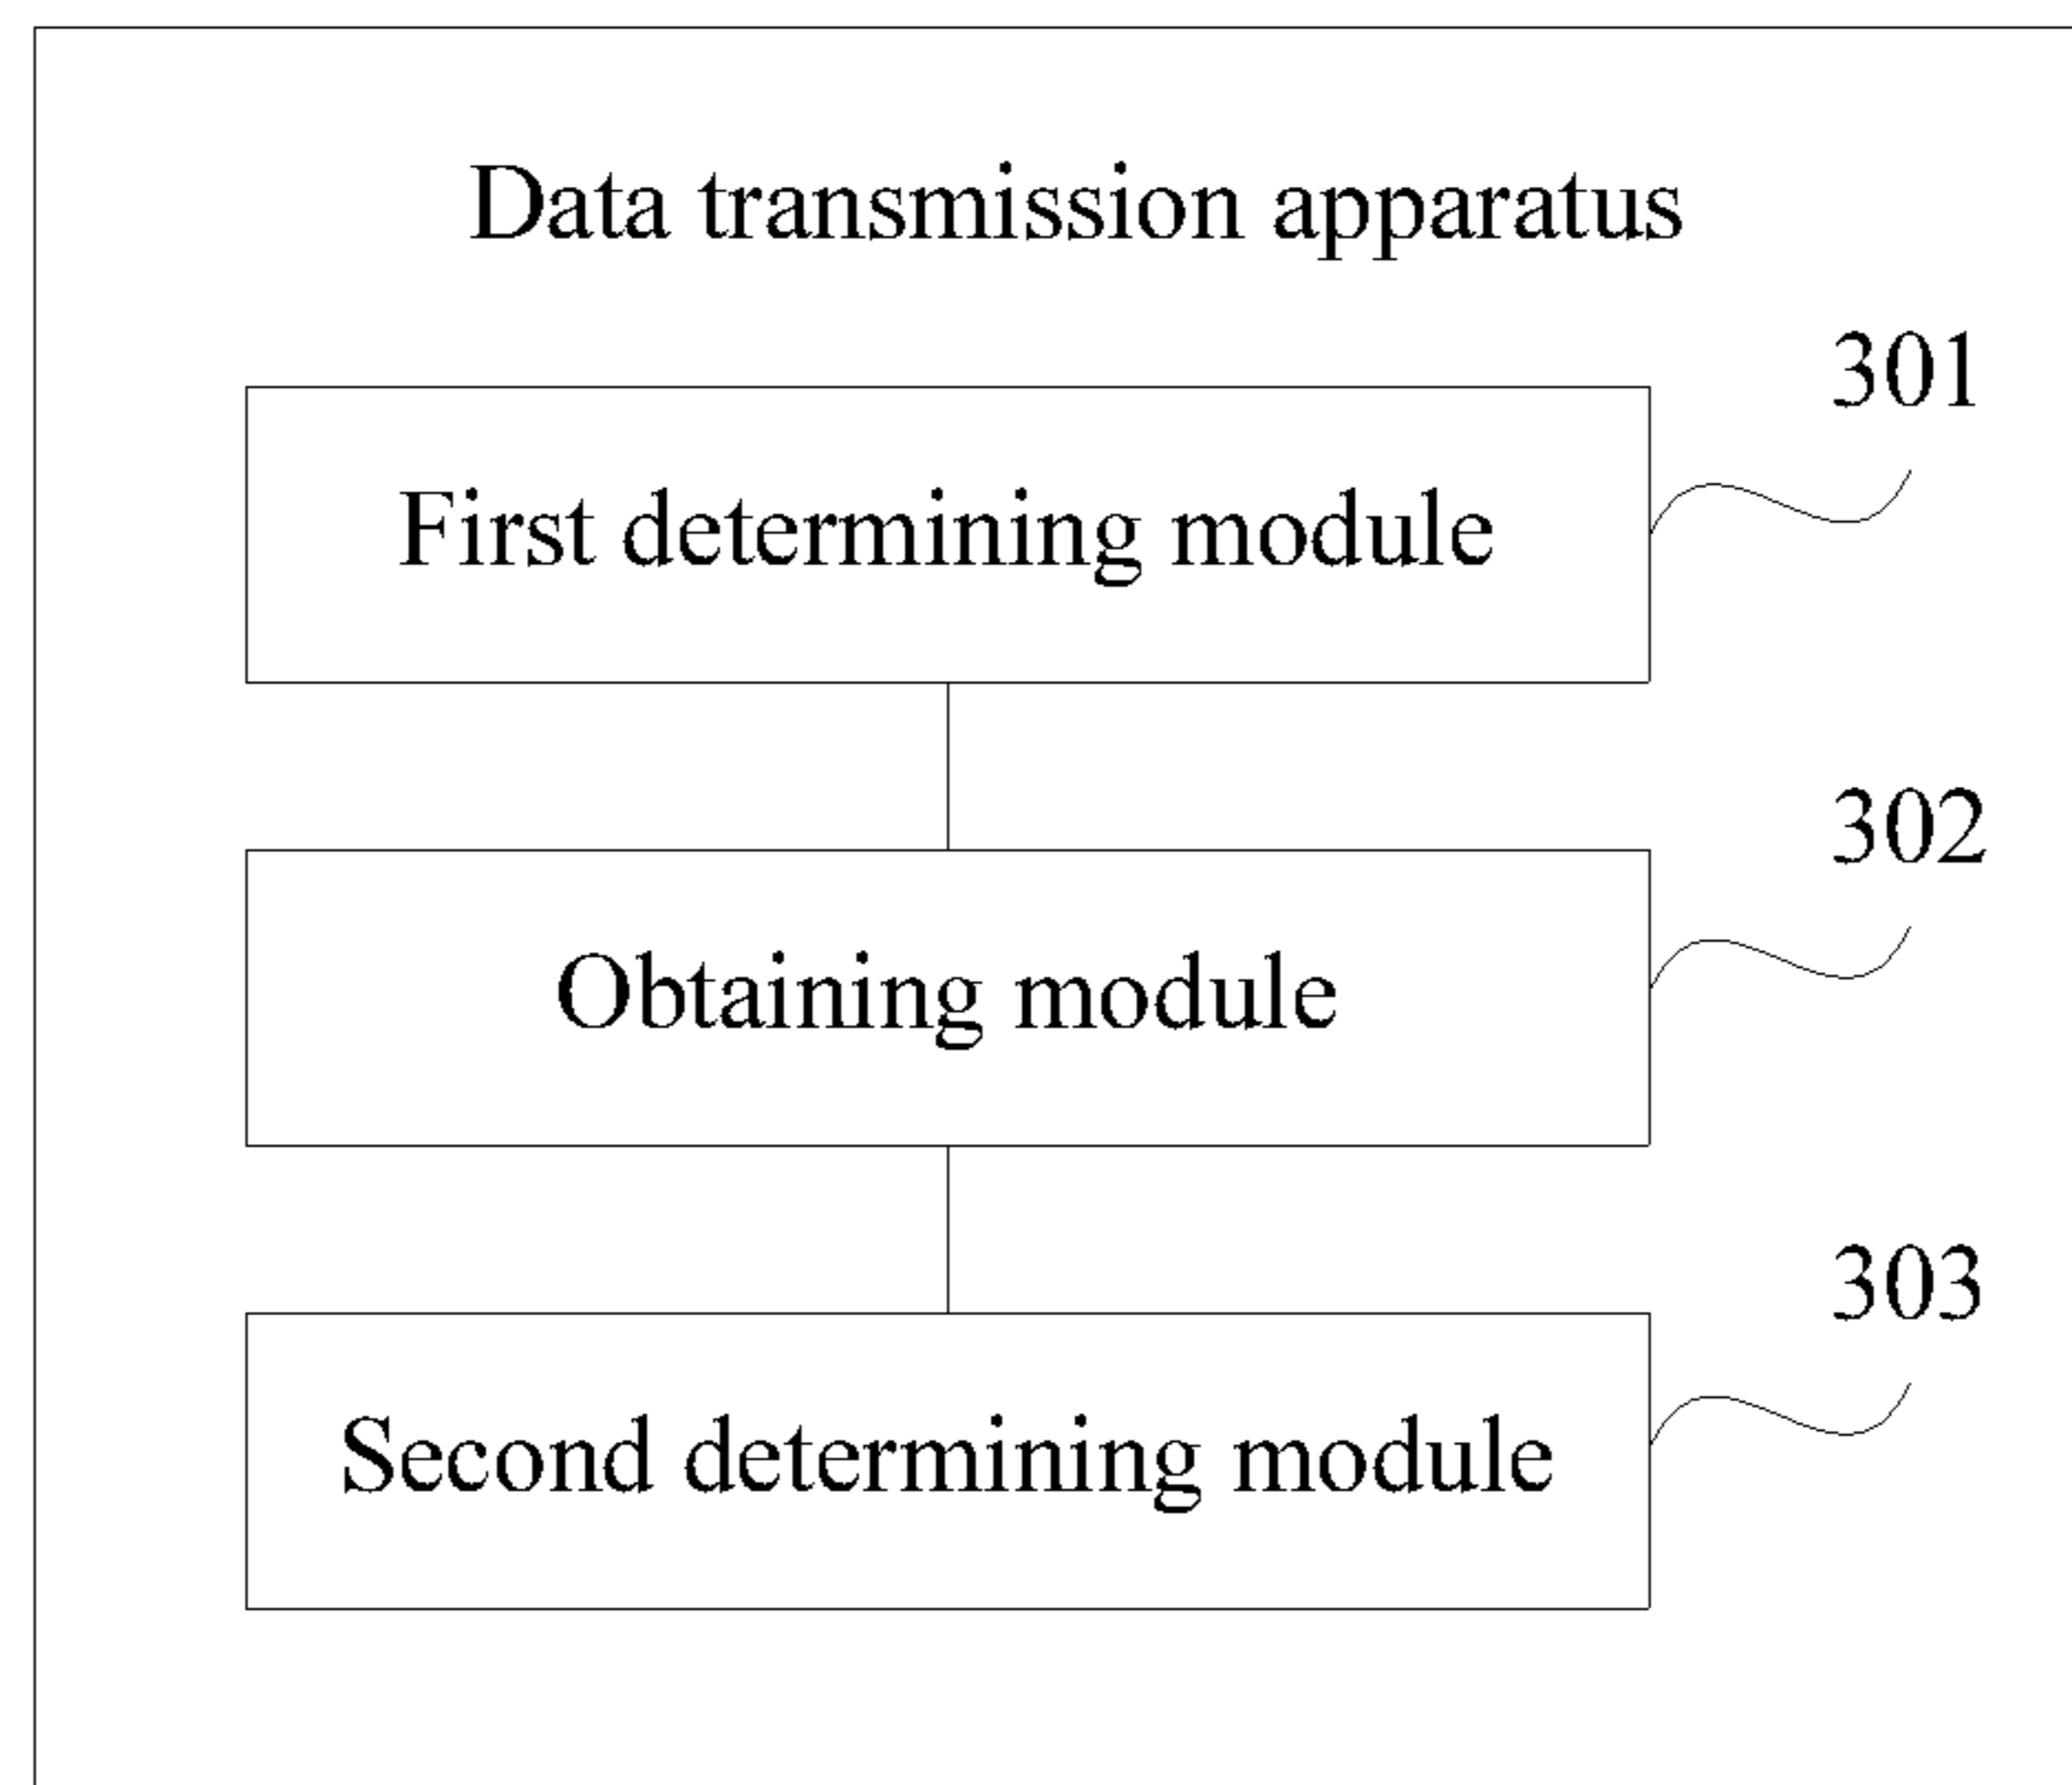 Data transmission apparatus
301
First determining module
302
Obtaining module
303
Second determining module